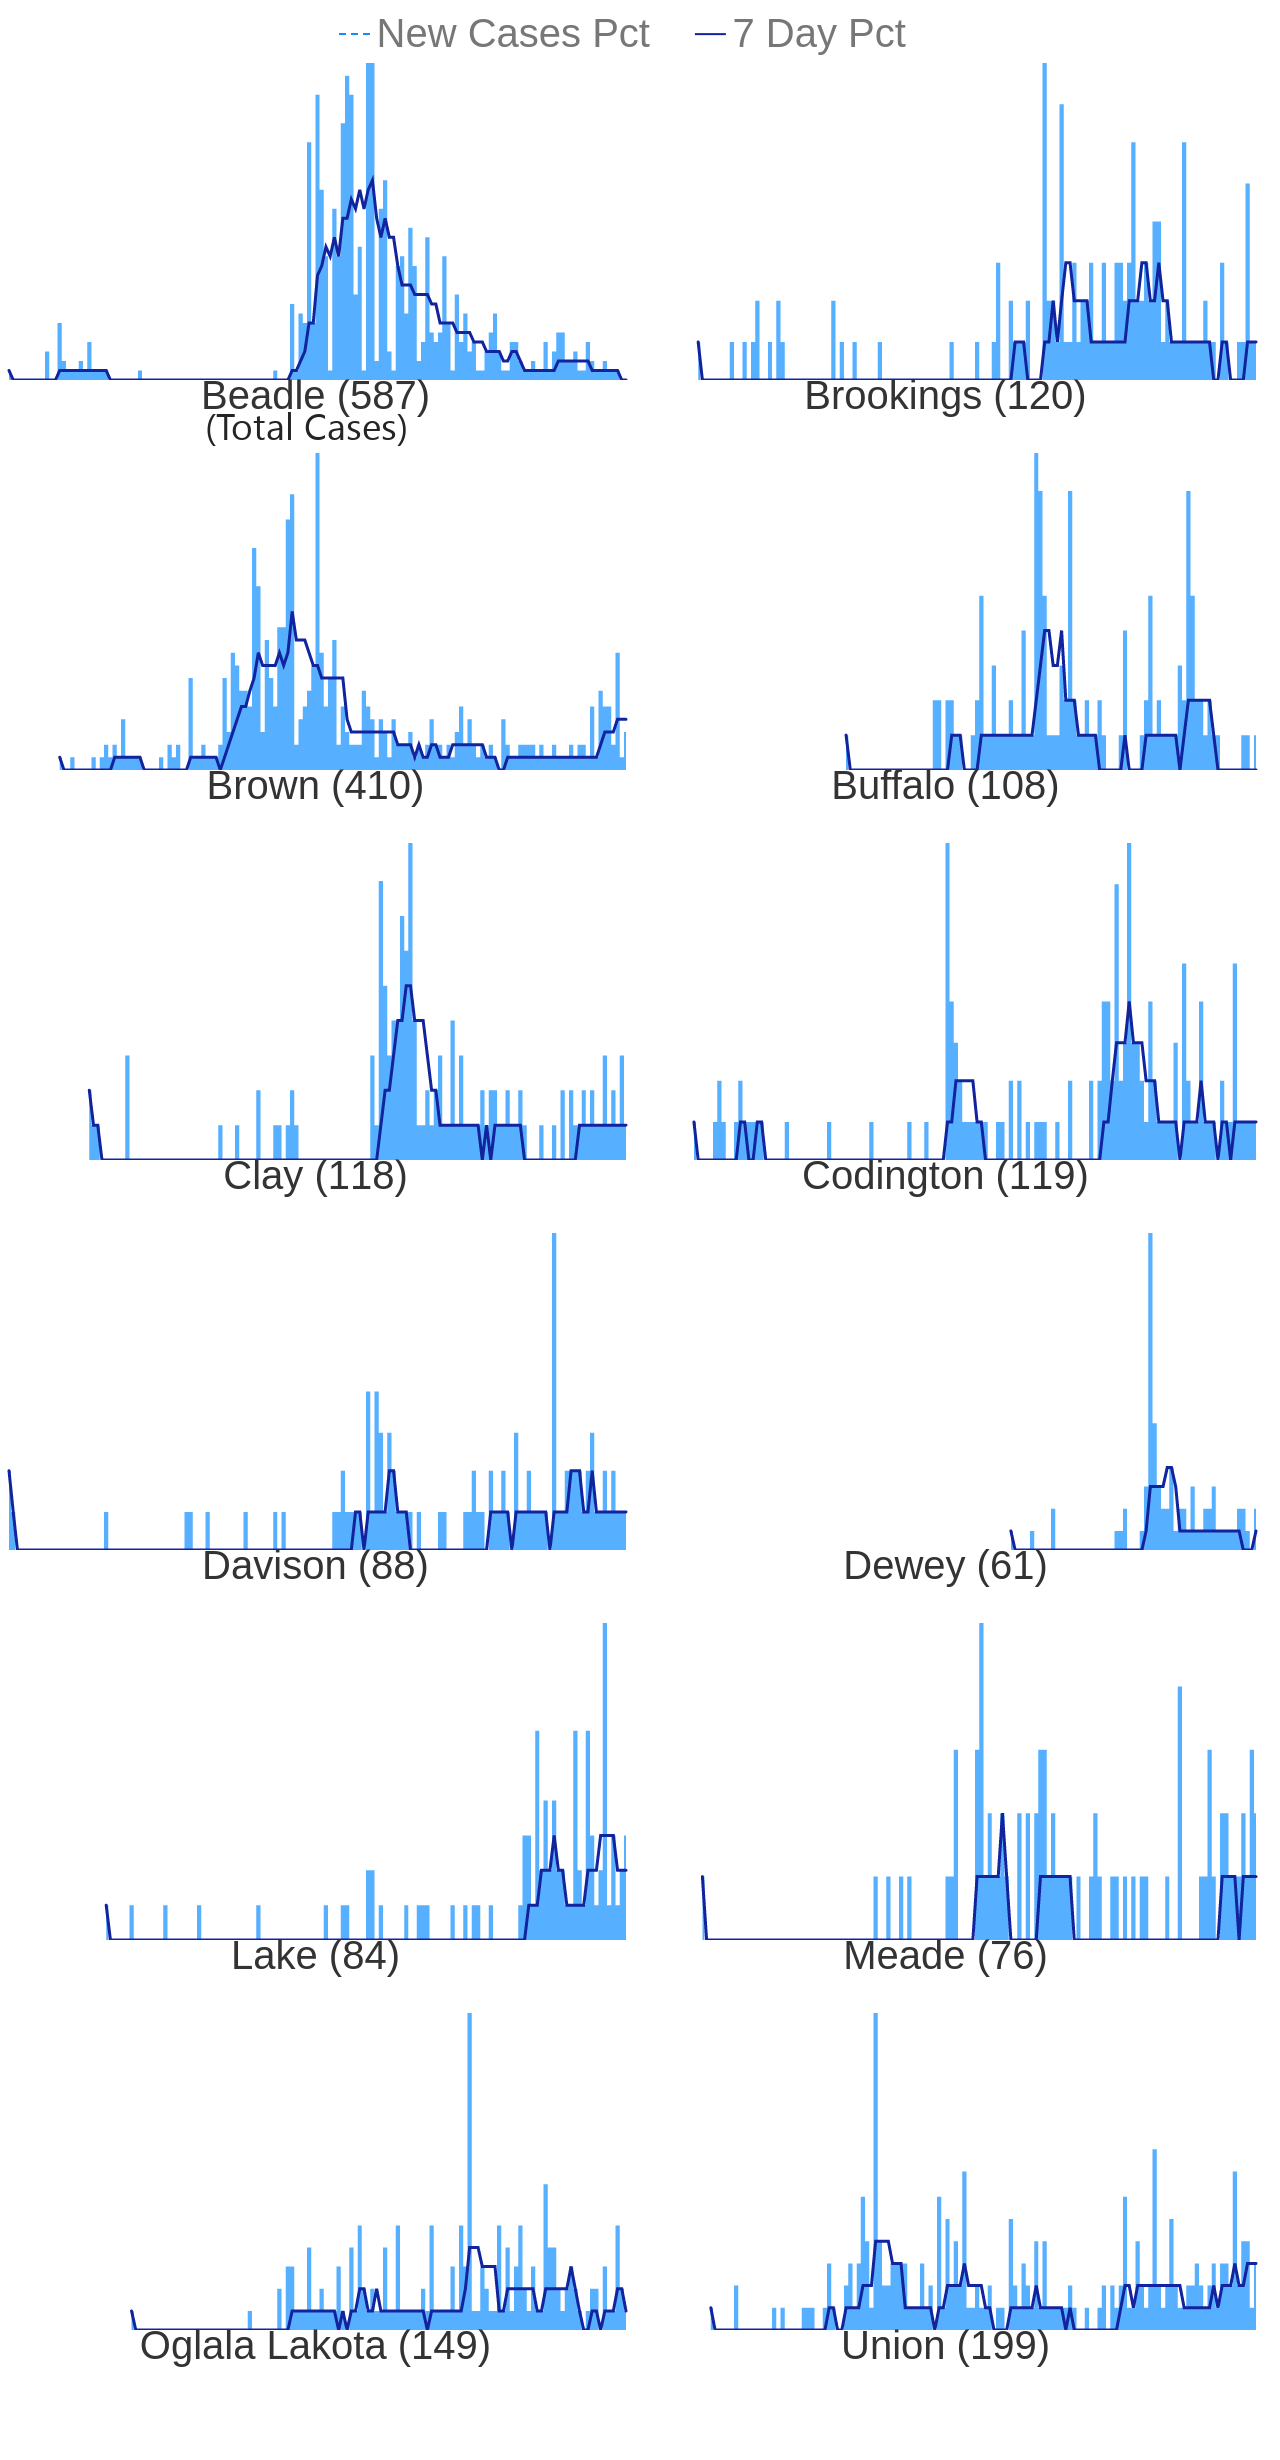 New Cases Pct 7 Day Pct
Beadle (587) Brookings (120)
(Total Cases)
Brown (410) Buffalo (108)
Clay (118) Codington (119)
Davison (88) Dewey (61)
Lake (84) Meade (76)
Oglala Lakota (149) Union (199)